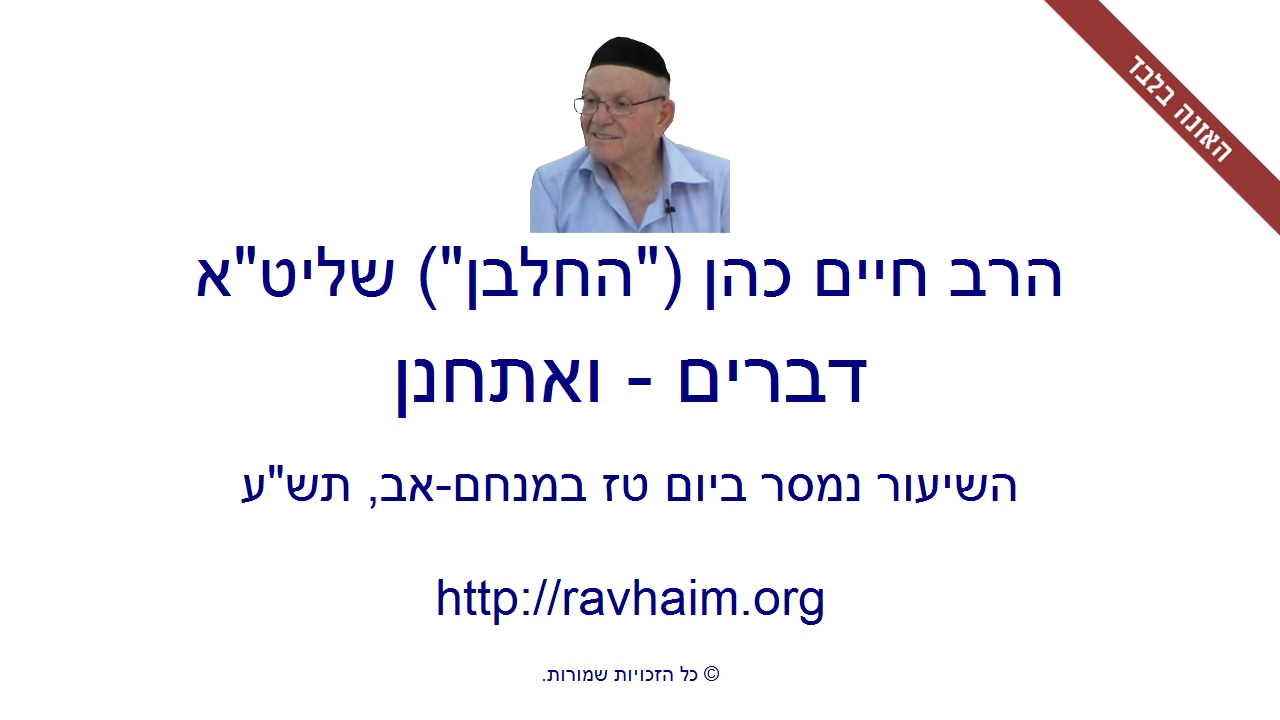 האזנה בלבד
הרב חיים כהן ("החלבן") שליט"א
דברים - ואתחנן
השיעור נמסר ביום טז במנחם-אב, תש"ע
http://ravhaim.org
© כל הזכויות שמורות.